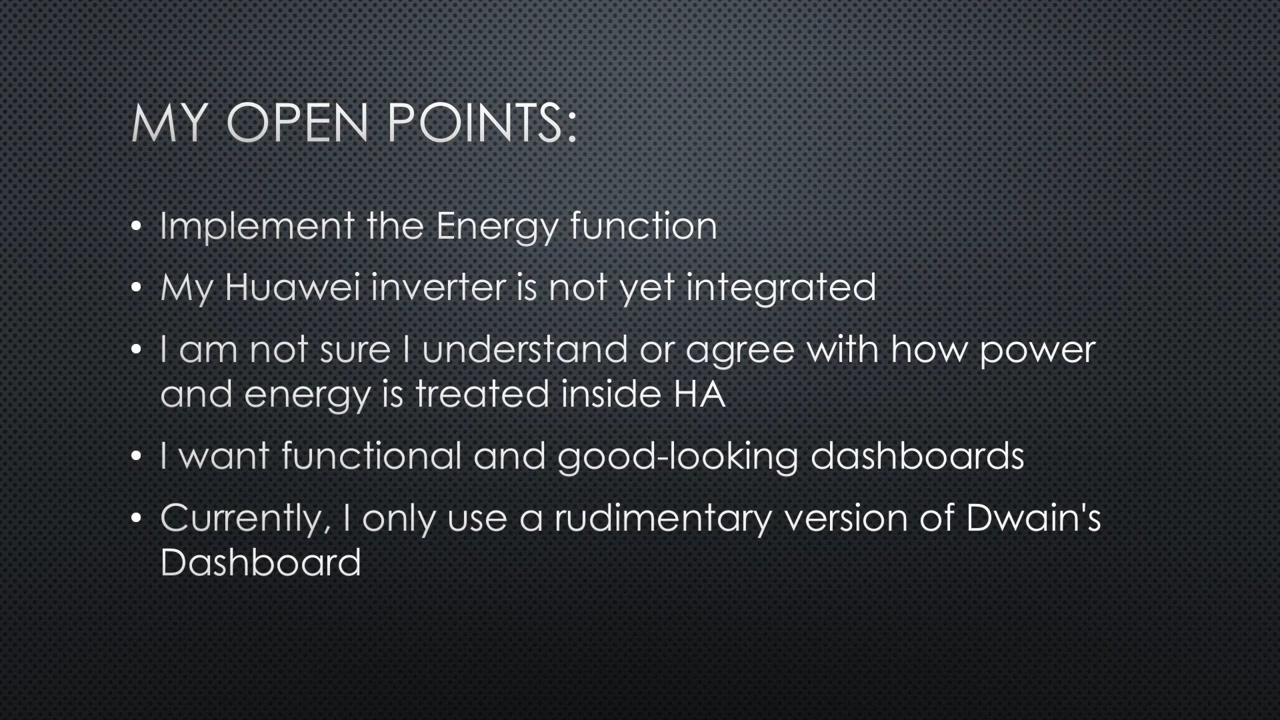 MY OPEN POINTS:
• Implement the Energy function
• My Huawei inverter is not yet integrated
• I am not sure I understand or agree with how power
and energy is treated inside HA
• I want functional and good-looking dashboards
• Currently, I only use a rudimentary version of Dwain's
Dashboard